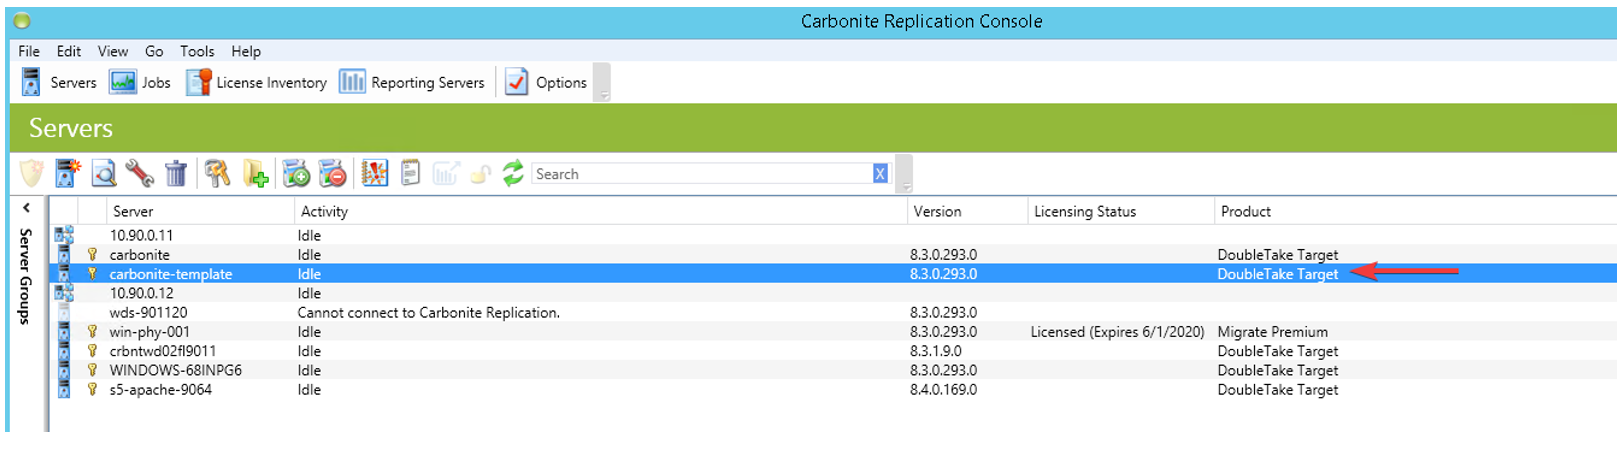 Carbonite Replication Console
File Edit View Go Tools Help
Servers Jobs License Inventory Reporting Servers Options
Servers
Search X
Server Groups
Server Activity Version Licensing Status Product
10.90.0.11 Idle
carbonite Idle 8.3.0.293.0 DoubleTake Target
carbonite-template Idle 8.3.0.293.0 DoubleTake Target
10.90.0.12 Idle
wds-901120 Cannot connect to Carbonite Replication. 8.3.0.293.0
win-phy-001 Idle 8.3.0.293.0 Licensed (Expires 6/1/2020) Migrate Premium
crbntwd02fl9011 Idle 8.3.1.9.0 DoubleTake Target
WINDOWS-68INPG6 Idle 8.3.0.293.0 DoubleTake Target
s5-apache-9064 Idle 8.4.0.169.0 DoubleTake Target